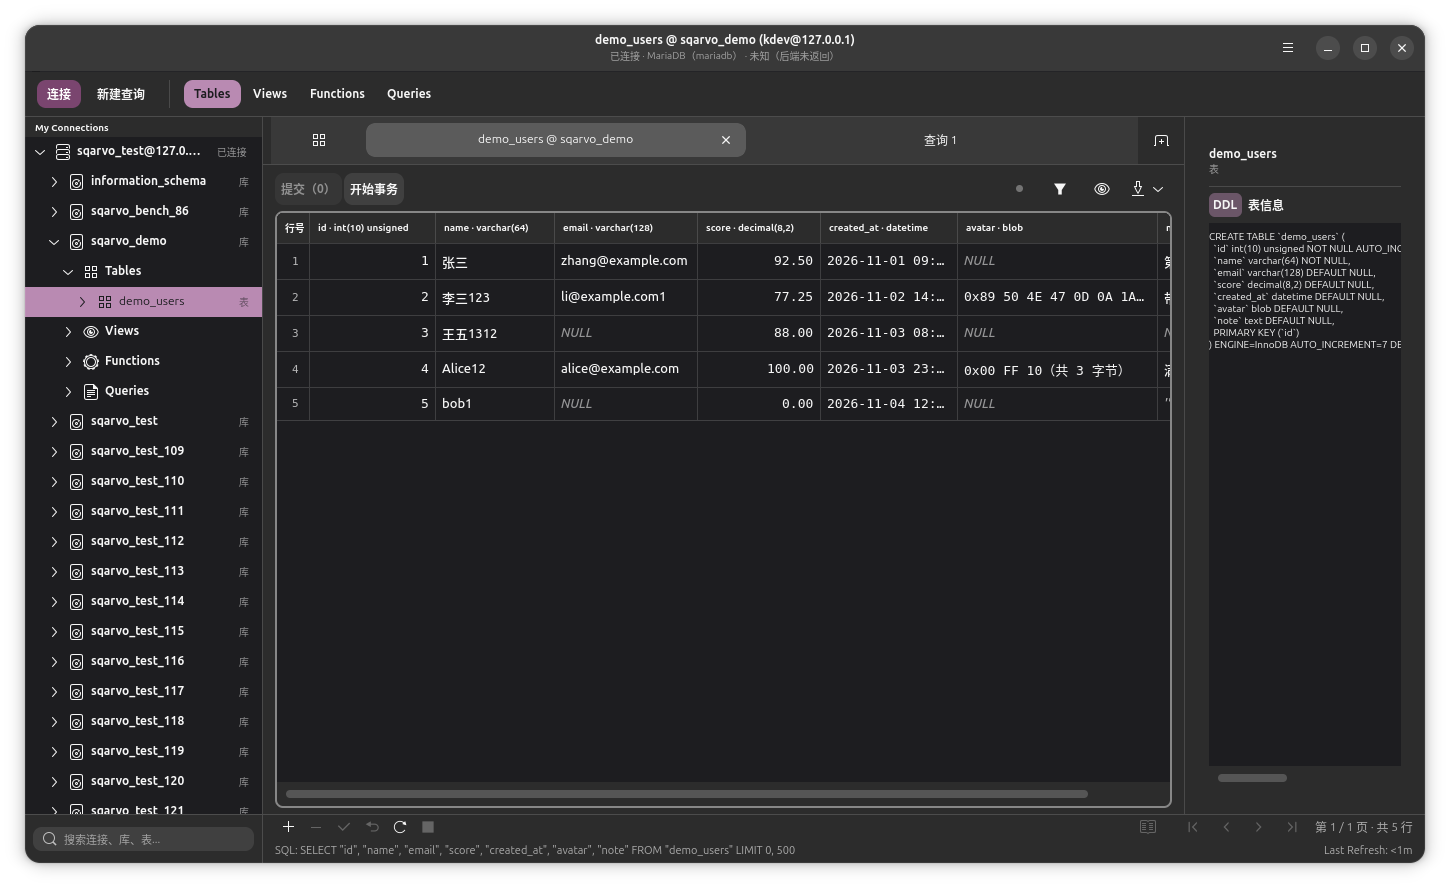 demo_users @ sqarvo_demo (kdev@127.0.0.1)
已连接 · MariaDB（mariadb） · 未知（后端未返回）
连接 新建查询 Tables Views Functions Queries
My Connections
sqarvo_test@127.0.... 已连接
information_schema 库
sqarvo_bench_86 库
sqarvo_demo 库
Tables
demo_users 表
Views
Functions
Queries
sqarvo_test 库
sqarvo_test_109 库
sqarvo_test_110 库
sqarvo_test_111 库
sqarvo_test_112 库
sqarvo_test_113 库
sqarvo_test_114 库
sqarvo_test_115 库
sqarvo_test_116 库
sqarvo_test_117 库
sqarvo_test_118 库
sqarvo_test_119 库
sqarvo_test_120 库
sqarvo_test_121 库
搜索连接、库、表...
demo_users @ sqarvo_demo 查询 1
提交（0） 开始事务
行号 id · int(10) unsigned name · varchar(64) email · varchar(128) score · decimal(8,2) created_at · datetime avatar · blob
1 1 张三 zhang@example.com 92.50 2026-11-01 09:… NULL
2 2 李三123 li@example.com1 77.25 2026-11-02 14:… 0x89 50 4E 47 0D 0A 1A…
3 3 王五1312 NULL 88.00 2026-11-03 08:… NULL
4 4 Alice12 alice@example.com 100.00 2026-11-03 23:… 0x00 FF 10（共 3 字节）
5 5 bob1 NULL 0.00 2026-11-04 12:… NULL
SQL: SELECT "id", "name", "email", "score", "created_at", "avatar", "note" FROM "demo_users" LIMIT 0, 500
demo_users
表
DDL 表信息
CREATE TABLE `demo_users` (
`id` int(10) unsigned NOT NULL AUTO_INC
`name` varchar(64) NOT NULL,
`email` varchar(128) DEFAULT NULL,
`score` decimal(8,2) DEFAULT NULL,
`created_at` datetime DEFAULT NULL,
`avatar` blob DEFAULT NULL,
`note` text DEFAULT NULL,
PRIMARY KEY (`id`)
) ENGINE=InnoDB AUTO_INCREMENT=7 DE
第 1 / 1 页 · 共 5 行
Last Refresh: <1m